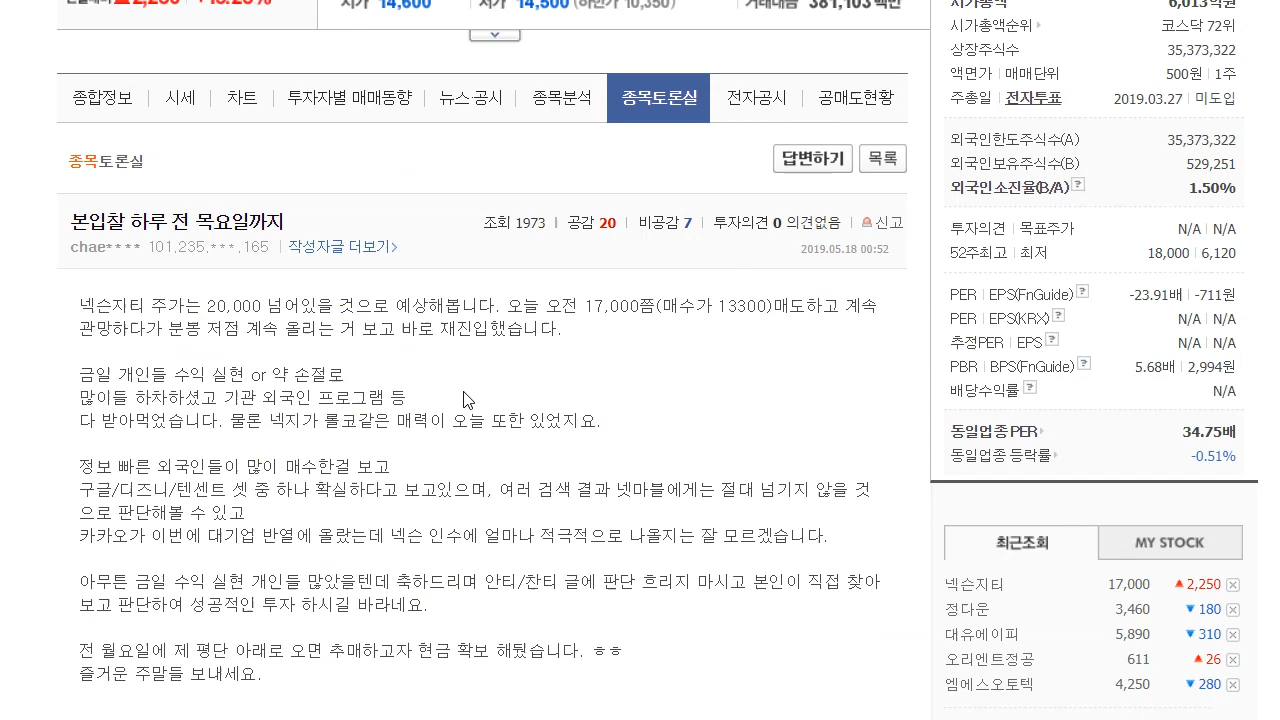 시가 14,600 저가 14,500 (하한가 10,350) 거래대금 381,103 백만
종합정보 시세 차트 투자자별 매매동향 뉴스·공시 종목분석 종목토론실 전자공시 공매도현황
종목토론실 답변하기 목록
본입찰 하루 전 목요일까지 조회 1973 공감 20 비공감 7 투자의견 0 의견없음 신고
chae**** 101.235.***.165 작성자글 더보기> 2019.05.18 00:52
넥슨지티 주가는 20,000 넘어있을 것으로 예상해봅니다. 오늘 오전 17,000쯤(매수가 13300)매도하고 계속
관망하다가 분봉 저점 계속 올리는 거 보고 바로 재진입했습니다.
금일 개인들 수익 실현 or 약 손절로
많이들 하차하셨고 기관 외국인 프로그램 등
다 받아먹었습니다. 물론 넥지가 롤코같은 매력이 오늘 또한 있었지요.
정보 빠른 외국인들이 많이 매수한걸 보고
구글/디즈니/텐센트 셋 중 하나 확실하다고 보고있으며, 여러 검색 결과 넷마블에게는 절대 넘기지 않을 것
으로 판단해볼 수 있고
카카오가 이번에 대기업 반열에 올랐는데 넥슨 인수에 얼마나 적극적으로 나올지는 잘 모르겠습니다.
아무튼 금일 수익 실현 개인들 많았을텐데 축하드리며 안티/찬티 글에 판단 흐리지 마시고 본인이 직접 찾아
보고 판단하여 성공적인 투자 하시길 바라네요.
전 월요일에 제 평단 아래로 오면 추매하고자 현금 확보 해뒀습니다. ㅎㅎ
즐거운 주말들 보내세요.
시가총액 6,013억원
시가총액순위 코스닥 72위
상장주식수 35,373,322
액면가 매매단위 500원 1주
주총일 전자투표 2019.03.27 미도입
외국인한도주식수(A) 35,373,322
외국인보유주식수(B) 529,251
외국인소진율(B/A) ? 1.50%
투자의견 목표주가 N/A N/A
52주최고 최저 18,000 6,120
PER EPS(FnGuide) ? -23.91배 -711원
PER EPS(KRX) ? N/A N/A
추정PER EPS ? N/A N/A
PBR BPS(FnGuide) ? 5.68배 2,994원
배당수익률 ? N/A
동일업종 PER 34.75배
동일업종 등락률 -0.51%
최근조회 MY STOCK
넥슨지티 17,000 ▲2,250
정다운 3,460 ▼180
대유에이피 5,890 ▼310
오리엔트정공 611 ▲26
엠에스오토텍 4,250 ▼280